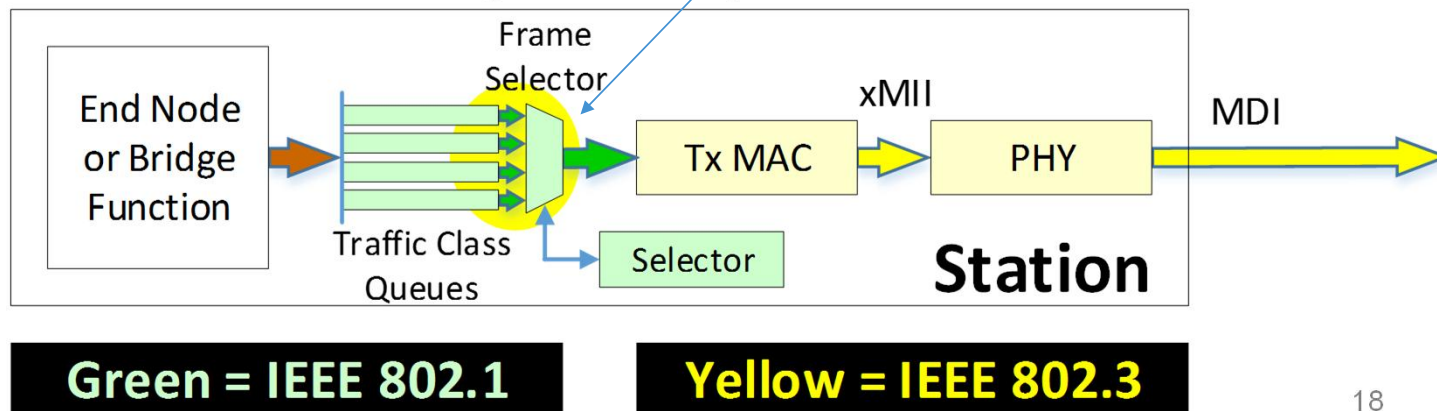 Frame
Selector
End Node
or Bridge
Function
Traffic Class
Queues
Selector
Tx MAC
xMII
PHY
MDI
Station
Green = IEEE 802.1
Yellow = IEEE 802.3
18